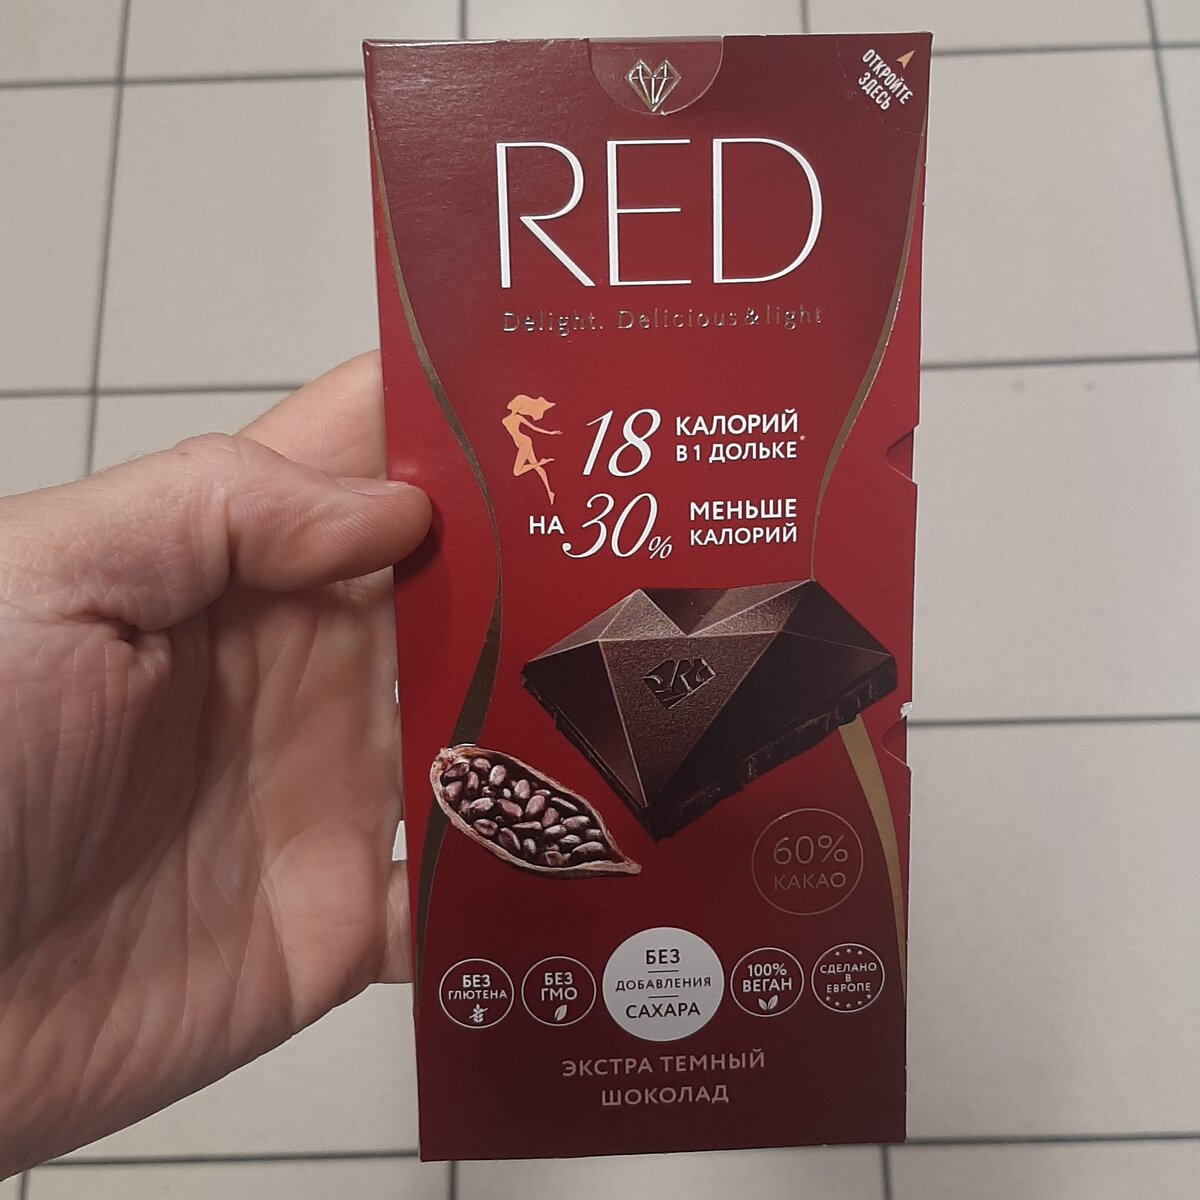 ОТКРОЙТЕ
ЗДЕСЬ
RED
Delight. Delicious & light
18 КАЛОРИЙ
В 1 ДОЛЬКЕ*
НА 30% МЕНЬШЕ
КАЛОРИЙ
60%
КАКАО
БЕЗ
ГЛЮТЕНА
БЕЗ
ГМО
БЕЗ
ДОБАВЛЕНИЯ
САХАРА
100%
ВЕГАН
СДЕЛАНО
В
ЕВРОПЕ
ЭКСТРА ТЕМНЫЙ
ШОКОЛАД